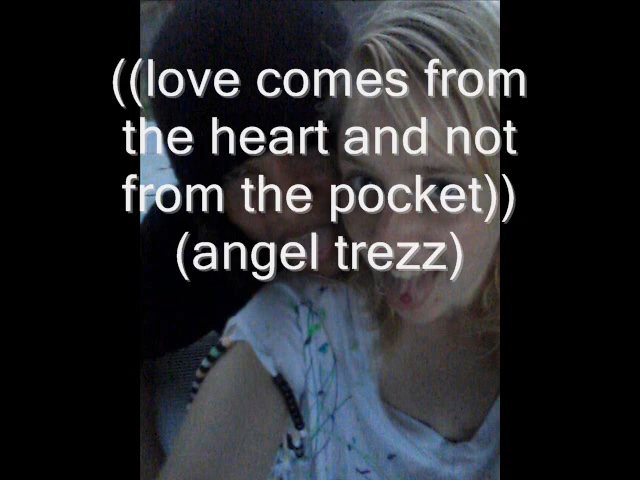 ((love comes from
the heart and not
from the pocket))
(angel trezz)